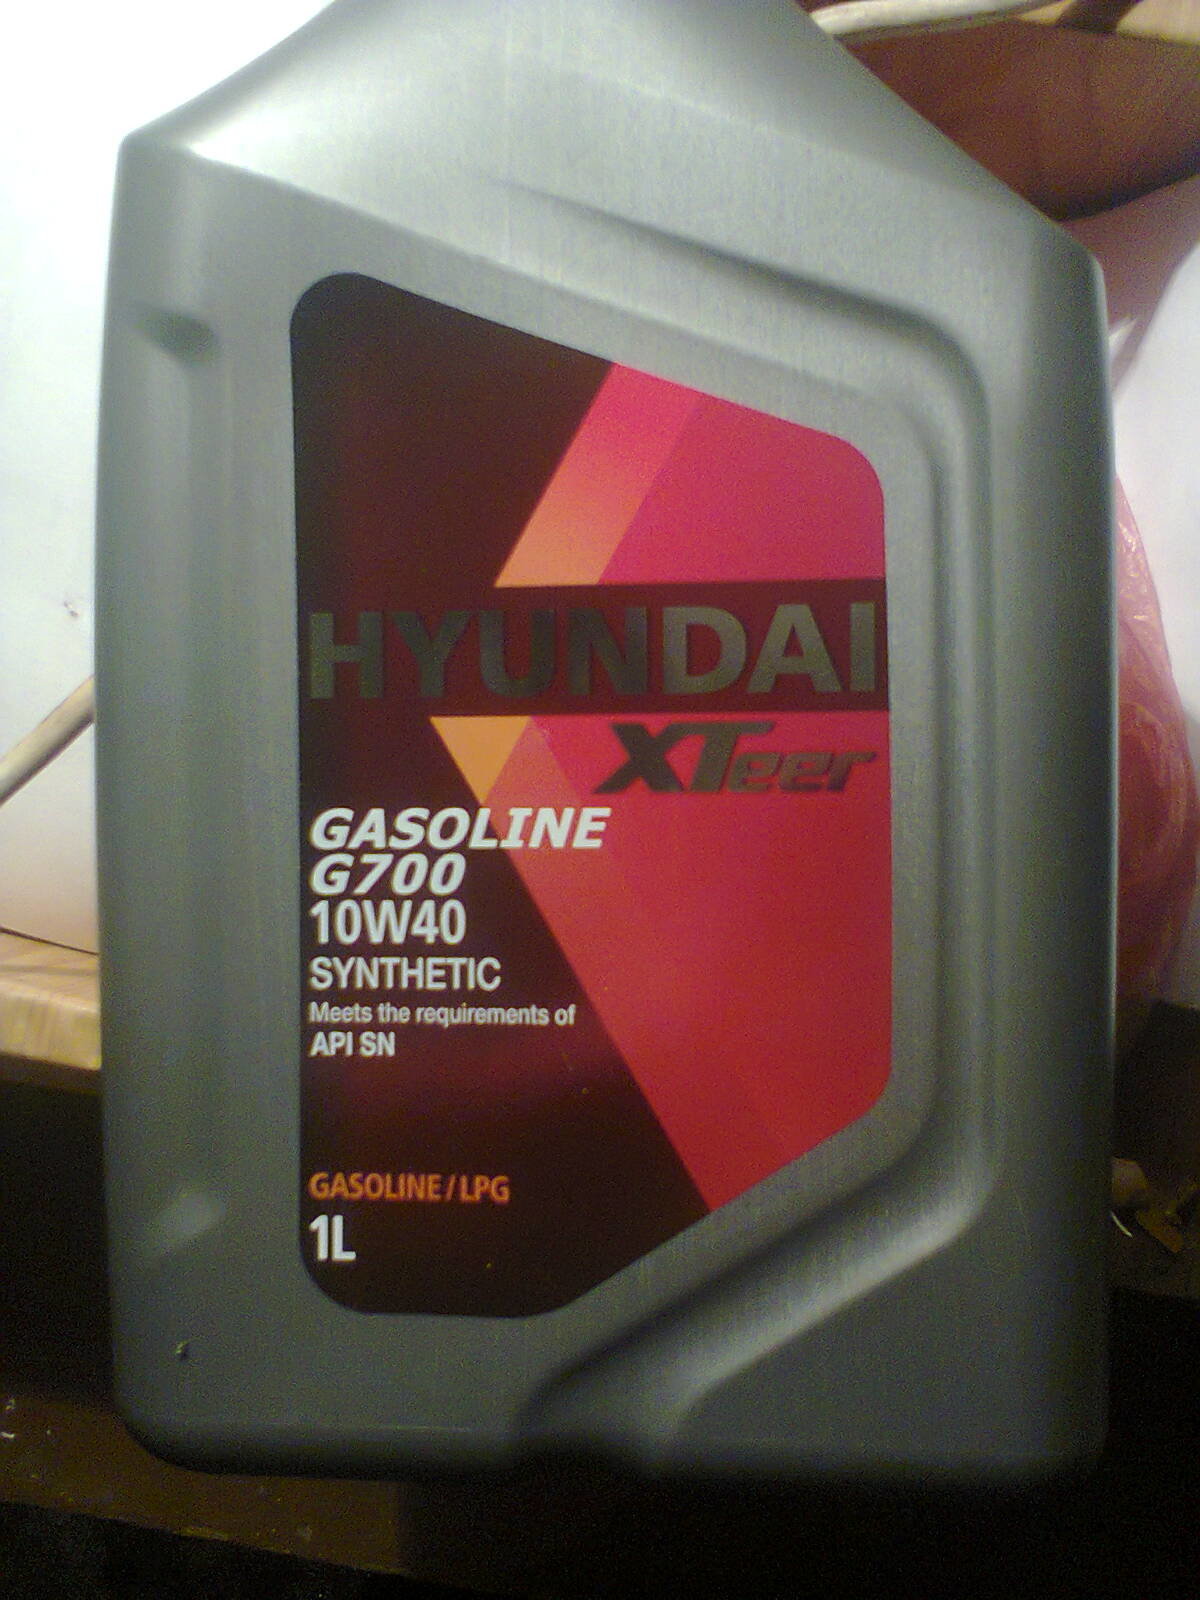 HYUNDAI
XTeer
GASOLINE
G700
10W40
SYNTHETIC
Meets the requirements of
API SN
GASOLINE/LPG
1L